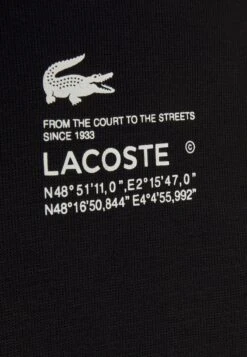 FROM THE COURT TO THE STREETS
SINCE 1933
LACOSTE ©
N48°51'11,0",E2°15'47,0"
N48°16'50,844" E4°4'55,992"